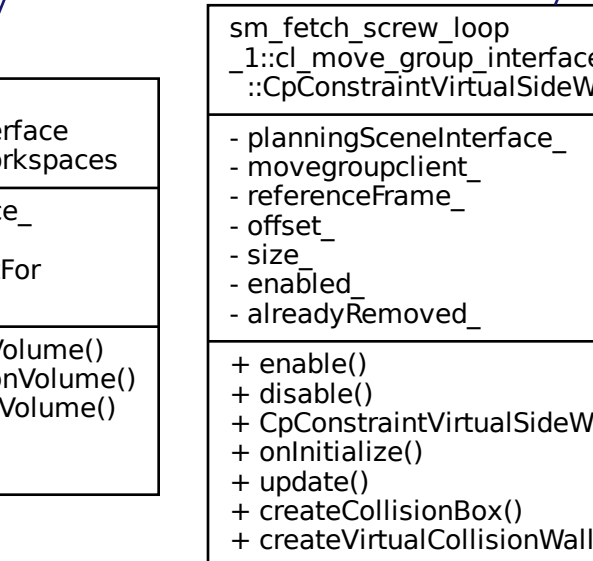 erface
orkspaces
ce_
For
Volume()
onVolume()
Volume()
sm_fetch_screw_loop
_1::cl_move_group_interface
::CpConstraintVirtualSideW
- planningSceneInterface_
- movegroupclient_
- referenceFrame_
- offset_
- size_
- enabled_
- alreadyRemoved_
+ enable()
+ disable()
+ CpConstraintVirtualSideW
+ onInitialize()
+ update()
+ createCollisionBox()
+ createVirtualCollisionWall